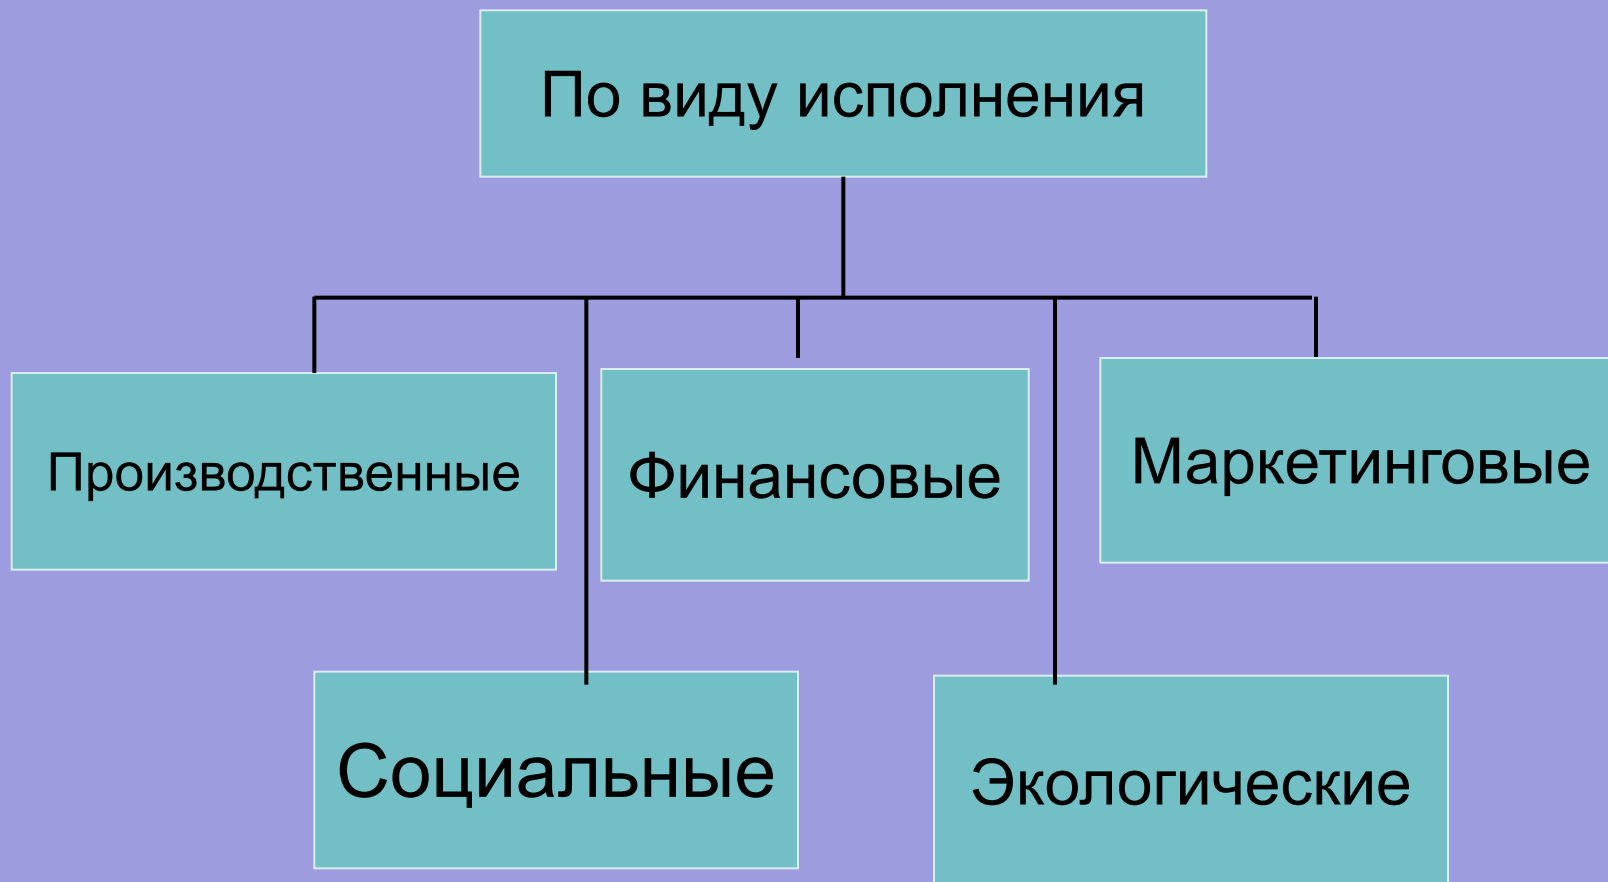 По виду исполнения
Производственные
Финансовые
Маркетинговые
Социальные
Экологические